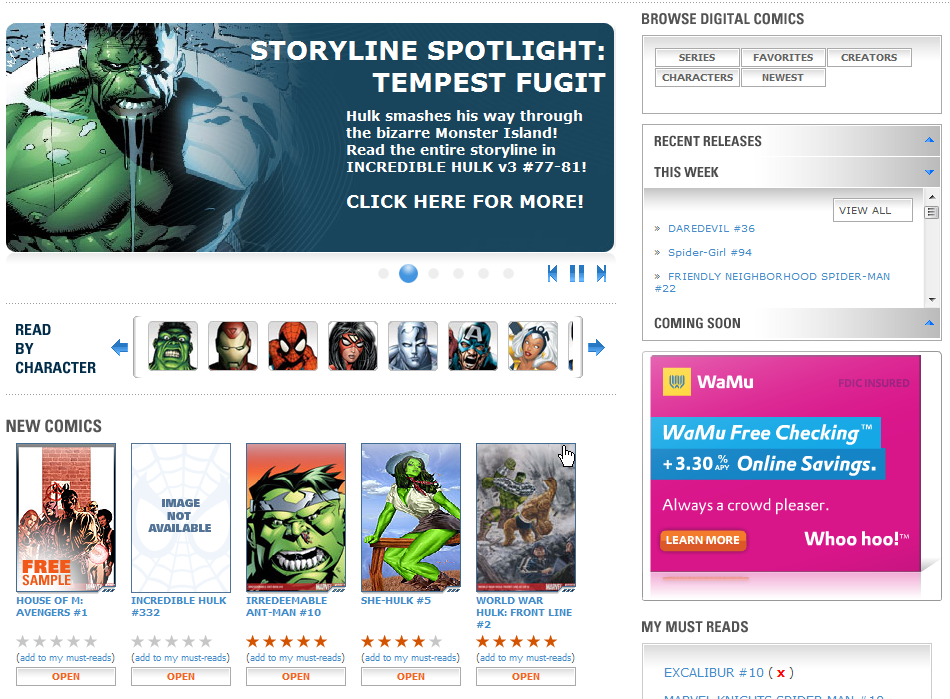 STORYLINE SPOTLIGHT:
TEMPEST FUGIT
Hulk smashes his way through
the bizarre Monster Island!
Read the entire storyline in
INCREDIBLE HULK v3 #77-81!
CLICK HERE FOR MORE!
READ
BY
CHARACTER
NEW COMICS
FREE
SAMPLE
HOUSE OF M:
AVENGERS #1
(add to my must-reads)
OPEN
IMAGE
NOT
AVAILABLE
INCREDIBLE HULK
#332
(add to my must-reads)
OPEN
IRREDEEMABLE
ANT-MAN #10
(add to my must-reads)
OPEN
SHE-HULK #5
(add to my must-reads)
OPEN
WORLD WAR
HULK: FRONT LINE
#2
(add to my must-reads)
OPEN
BROWSE DIGITAL COMICS
SERIES FAVORITES CREATORS
CHARACTERS NEWEST
RECENT RELEASES
THIS WEEK
VIEW ALL
» DAREDEVIL #36
» Spider-Girl #94
» FRIENDLY NEIGHBORHOOD SPIDER-MAN
#22
COMING SOON
WaMu FDIC INSURED
WaMu Free Checking™
+3.30% APY Online Savings.
Always a crowd pleaser.
LEARN MORE Whoo hoo!™
MY MUST READS
EXCALIBUR #10 ( x )
MARVEL KNIGHTS SPIDER-MAN #10